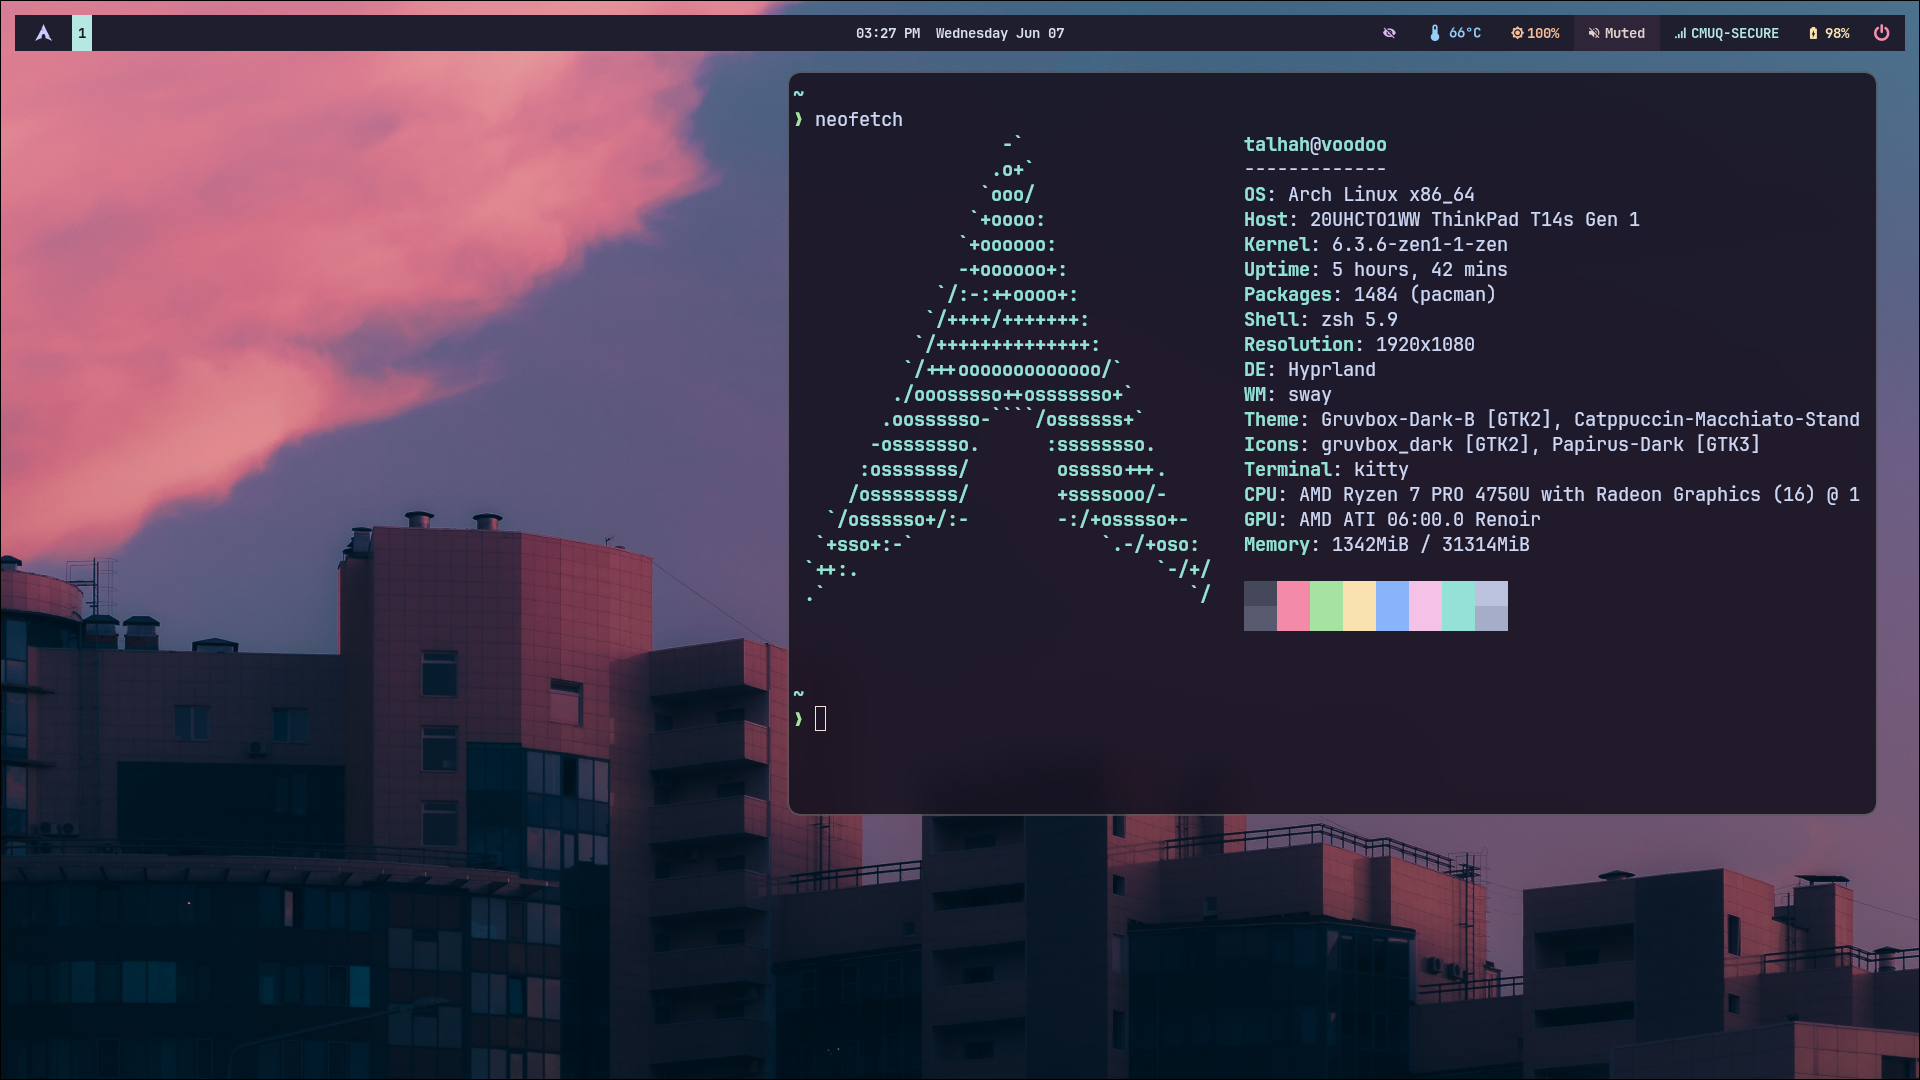 1
03:27 PM Wednesday Jun 07
66°C
100%
Muted
CMUQ-SECURE
98%
~
❯ neofetch
-`
.o+`
`ooo/
`+oooo:
`+oooooo:
-+oooooo+:
`/:-:++oooo+:
`/++++/+++++++:
`/++++++++++++++:
`/+++ooooooooooooo/`
./ooosssso++osssssso+`
.oossssso-````/ossssss+`
-osssssso.      :ssssssso.
:osssssss/        osssso+++.
/ossssssss/        +ssssooo/-
`/ossssso+/:-        -:/+osssso+-
`+sso+:-`                 `.-/+oso:
`++:.                           `-/+/
.`                                 `/
talhah@voodoo
-------------
OS: Arch Linux x86_64
Host: 20UHCTO1WW ThinkPad T14s Gen 1
Kernel: 6.3.6-zen1-1-zen
Uptime: 5 hours, 42 mins
Packages: 1484 (pacman)
Shell: zsh 5.9
Resolution: 1920x1080
DE: Hyprland
WM: sway
Theme: Gruvbox-Dark-B [GTK2], Catppuccin-Macchiato-Stand
Icons: gruvbox_dark [GTK2], Papirus-Dark [GTK3]
Terminal: kitty
CPU: AMD Ryzen 7 PRO 4750U with Radeon Graphics (16) @ 1
GPU: AMD ATI 06:00.0 Renoir
Memory: 1342MiB / 31314MiB
~
❯